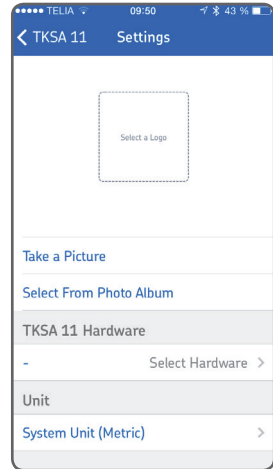 TELIA 09:50 43 %
TKSA 11 Settings
Select a Logo
Take a Picture
Select From Photo Album
TKSA 11 Hardware
- Select Hardware >
Unit
System Unit (Metric) >